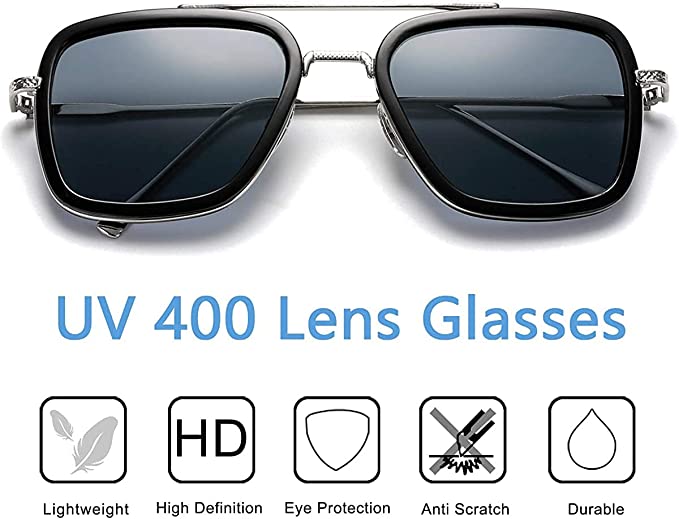 UV 400 Lens Glasses
HD
Lightweight
High Definition
Eye Protection
Anti Scratch
Durable